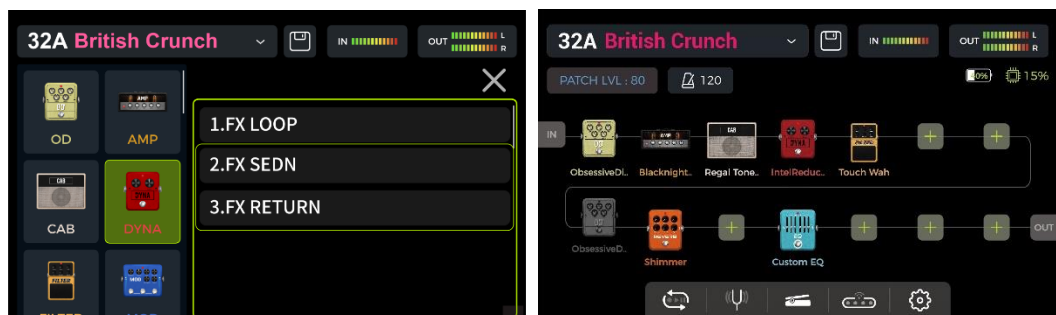 32A British Crunch
IN
OUT
L
R
OD
AMP
CAB
DYNA
1.FX LOOP
2.FX SEDN
3.FX RETURN
32A British Crunch
IN
OUT
L
R
PATCH LVL : 80
120
15%
IN
ObsessiveDi..
Blacknight..
Regal Tone..
IntelReduc..
Touch Wah
ObsessiveD..
Shimmer
Custom EQ
OUT